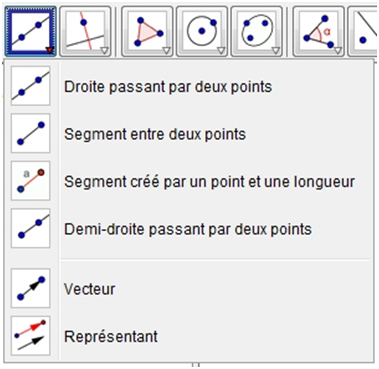 α
Droite passant par deux points
Segment entre deux points
a
Segment créé par un point et une longueur
Demi-droite passant par deux points
Vecteur
Représentant